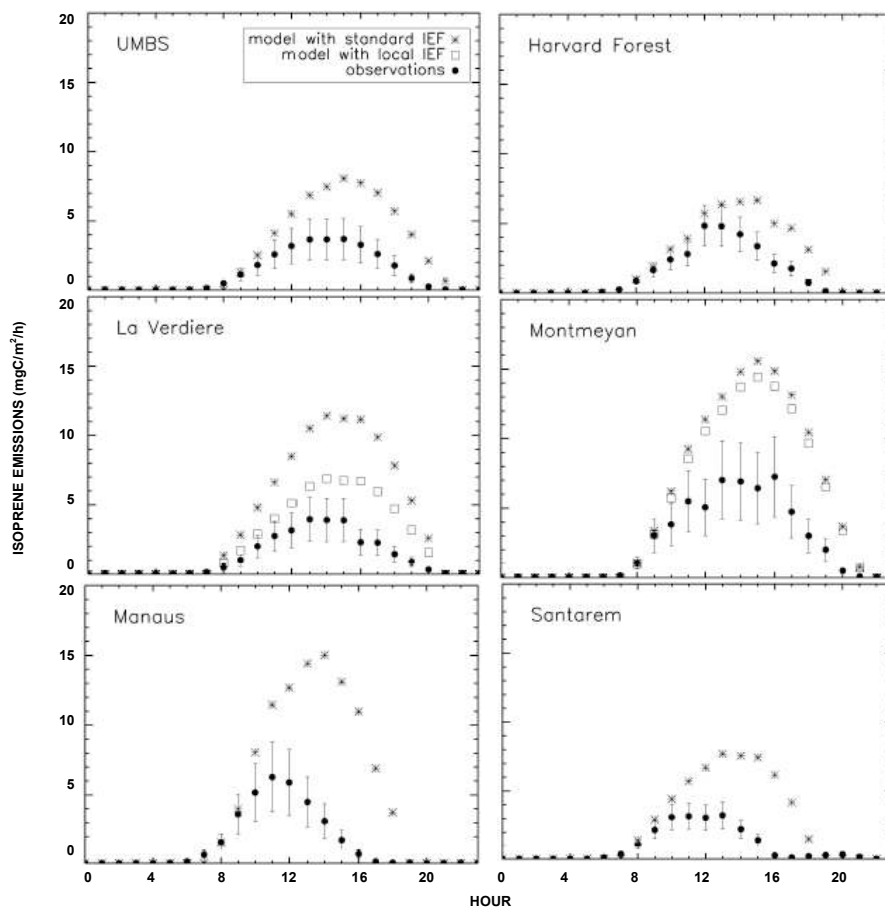 20
15
10
5
0
UMBS
model with standard IEF
model with local IEF
observations
Harvard Forest
20
15
10
5
0
La Verdiere
Montmeyan
20
15
10
5
0
Manaus
Santarem
ISOPRENE EMISSIONS (mgC/m²/h)
0 4 8 12 16 20
0 4 8 12 16 20
HOUR